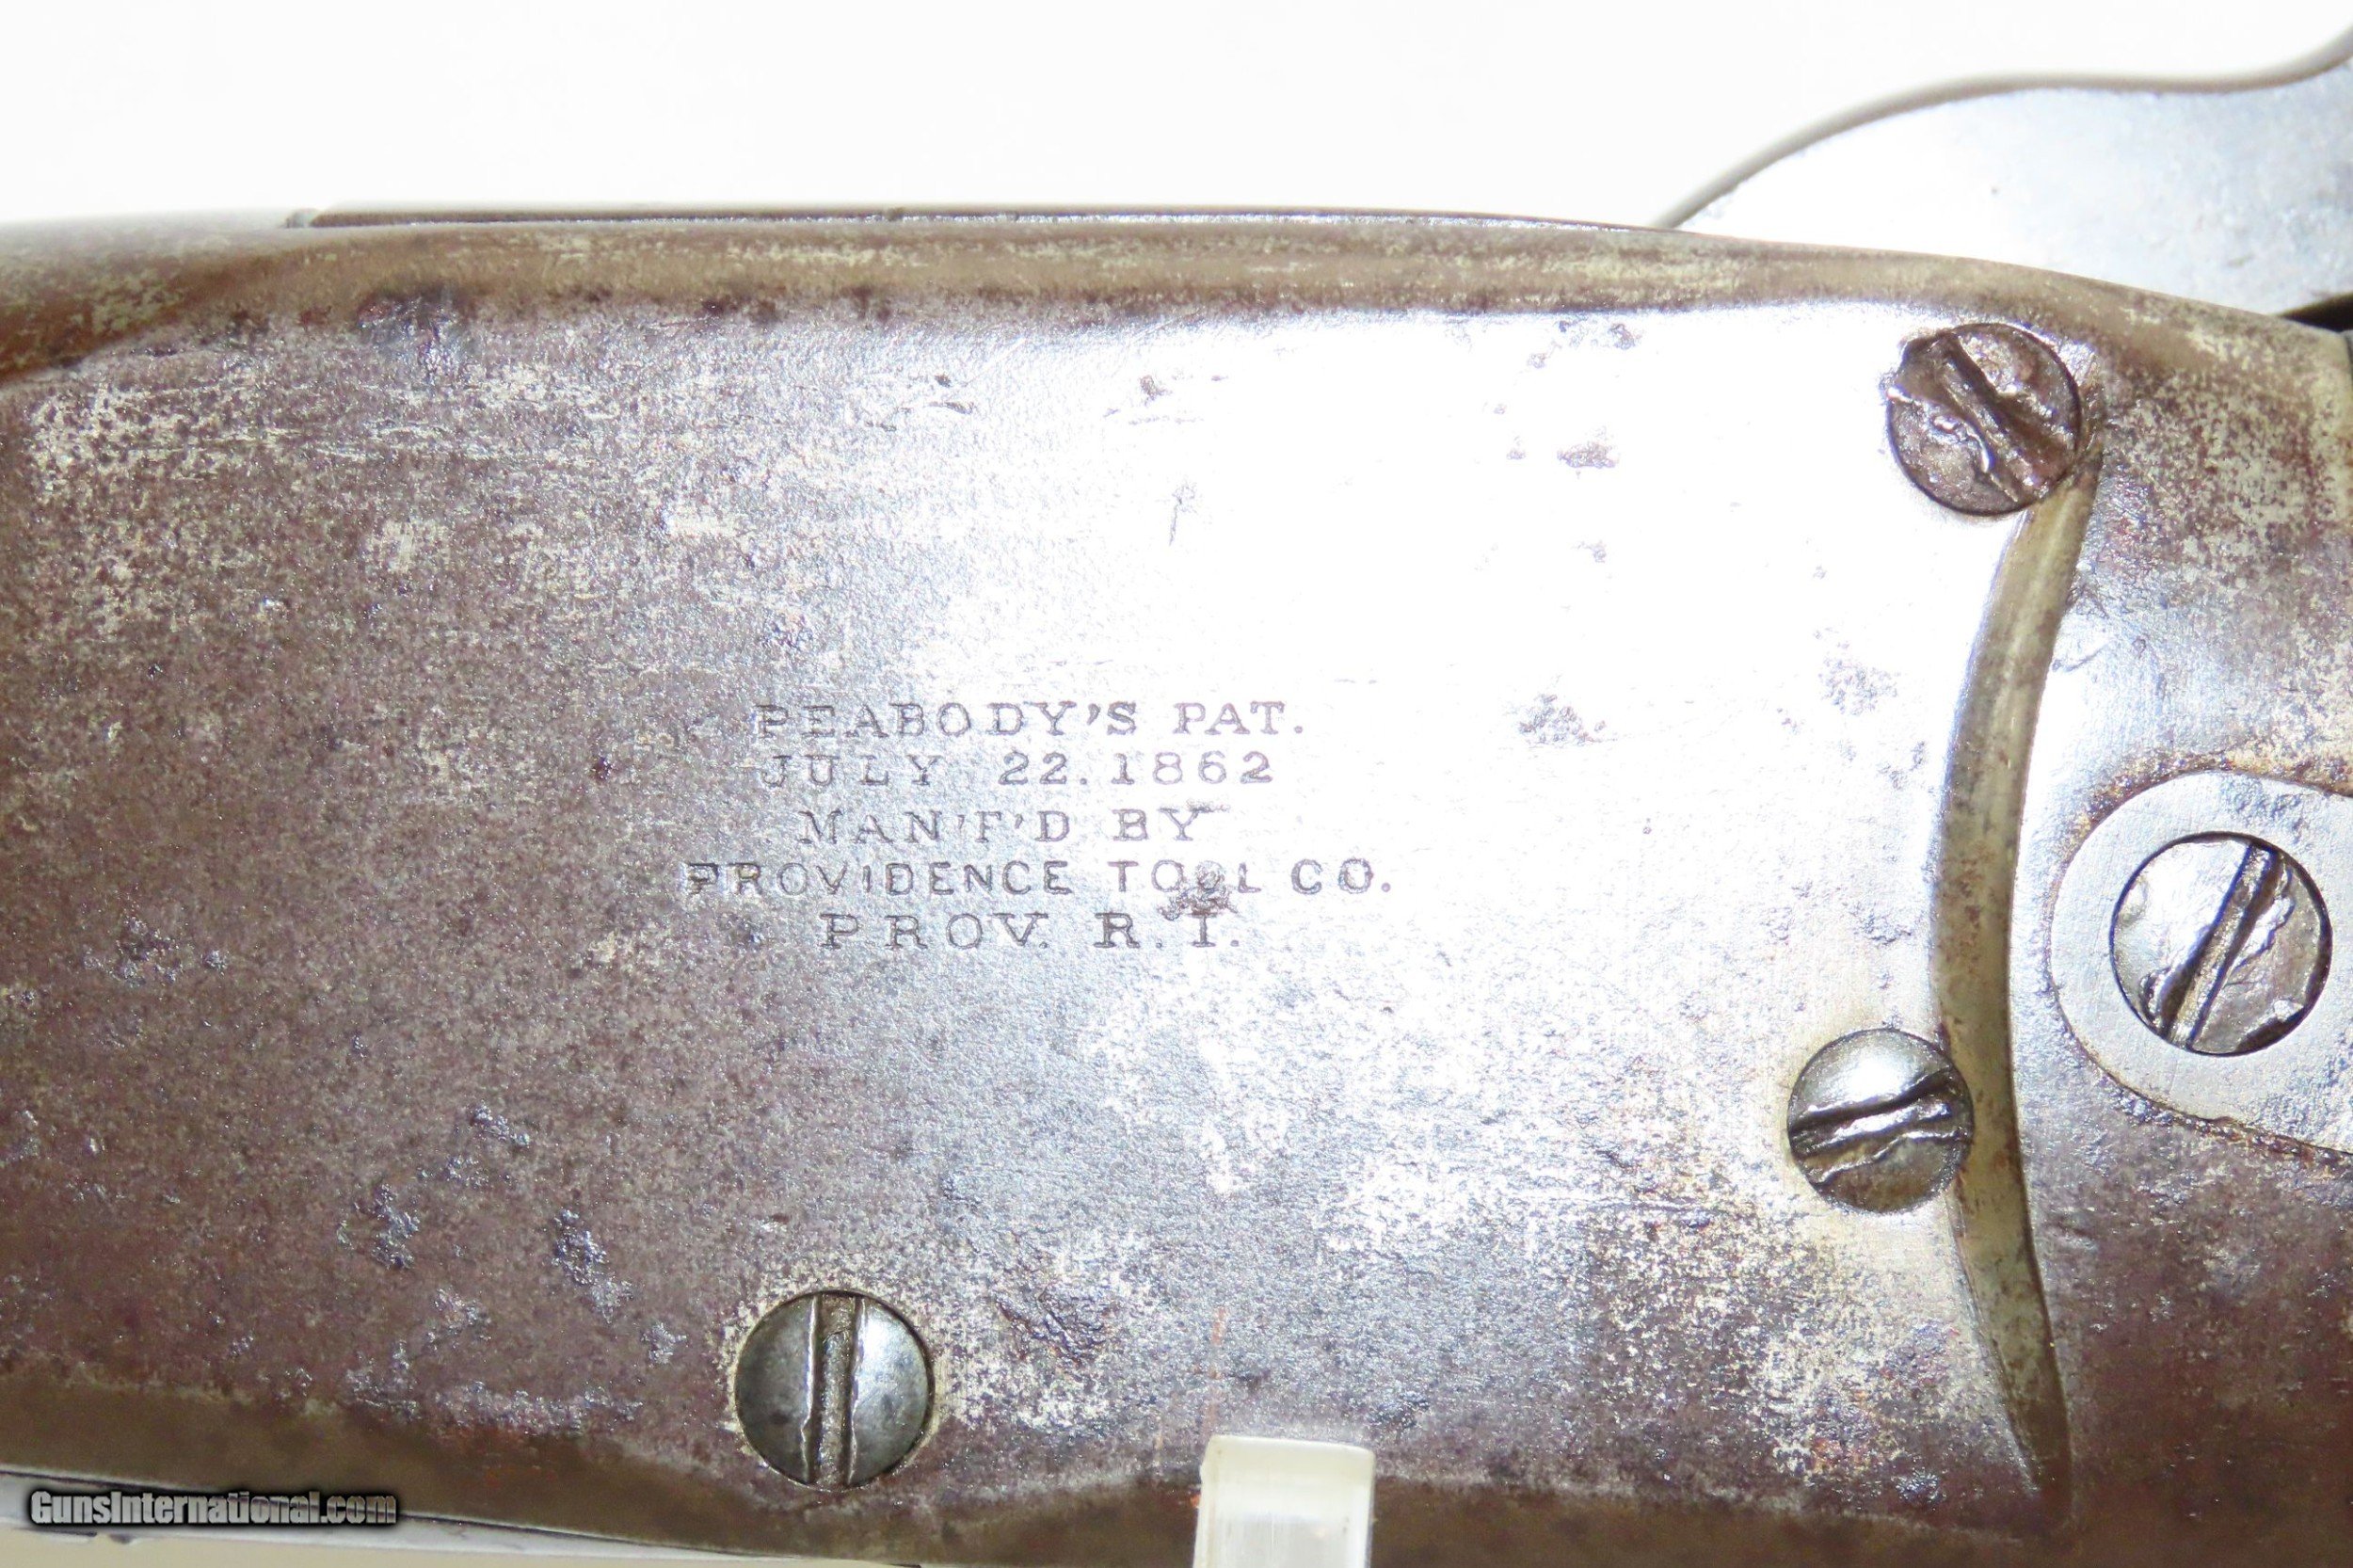 PEABODY'S PAT.
JULY 22. 1862
MAN'F'D BY
PROVIDENCE TOOL CO.
PROV. R. I.
GunsInternational.com